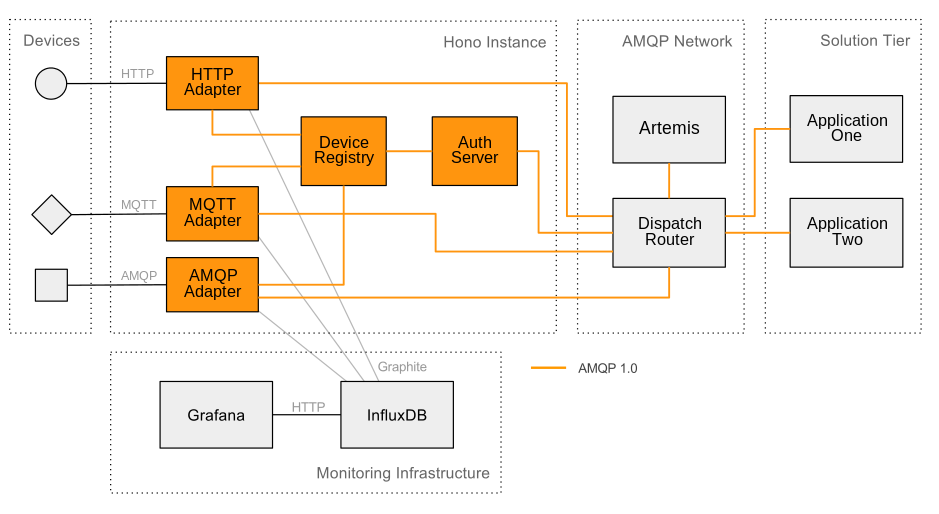 Devices
Hono Instance
AMQP Network
Solution Tier
HTTP
HTTP
Adapter
Device
Registry
Auth
Server
Artemis
Application
One
MQTT
MQTT
Adapter
Dispatch
Router
Application
Two
AMQP
AMQP
Adapter
Graphite
AMQP 1.0
Grafana
HTTP
InfluxDB
Monitoring Infrastructure